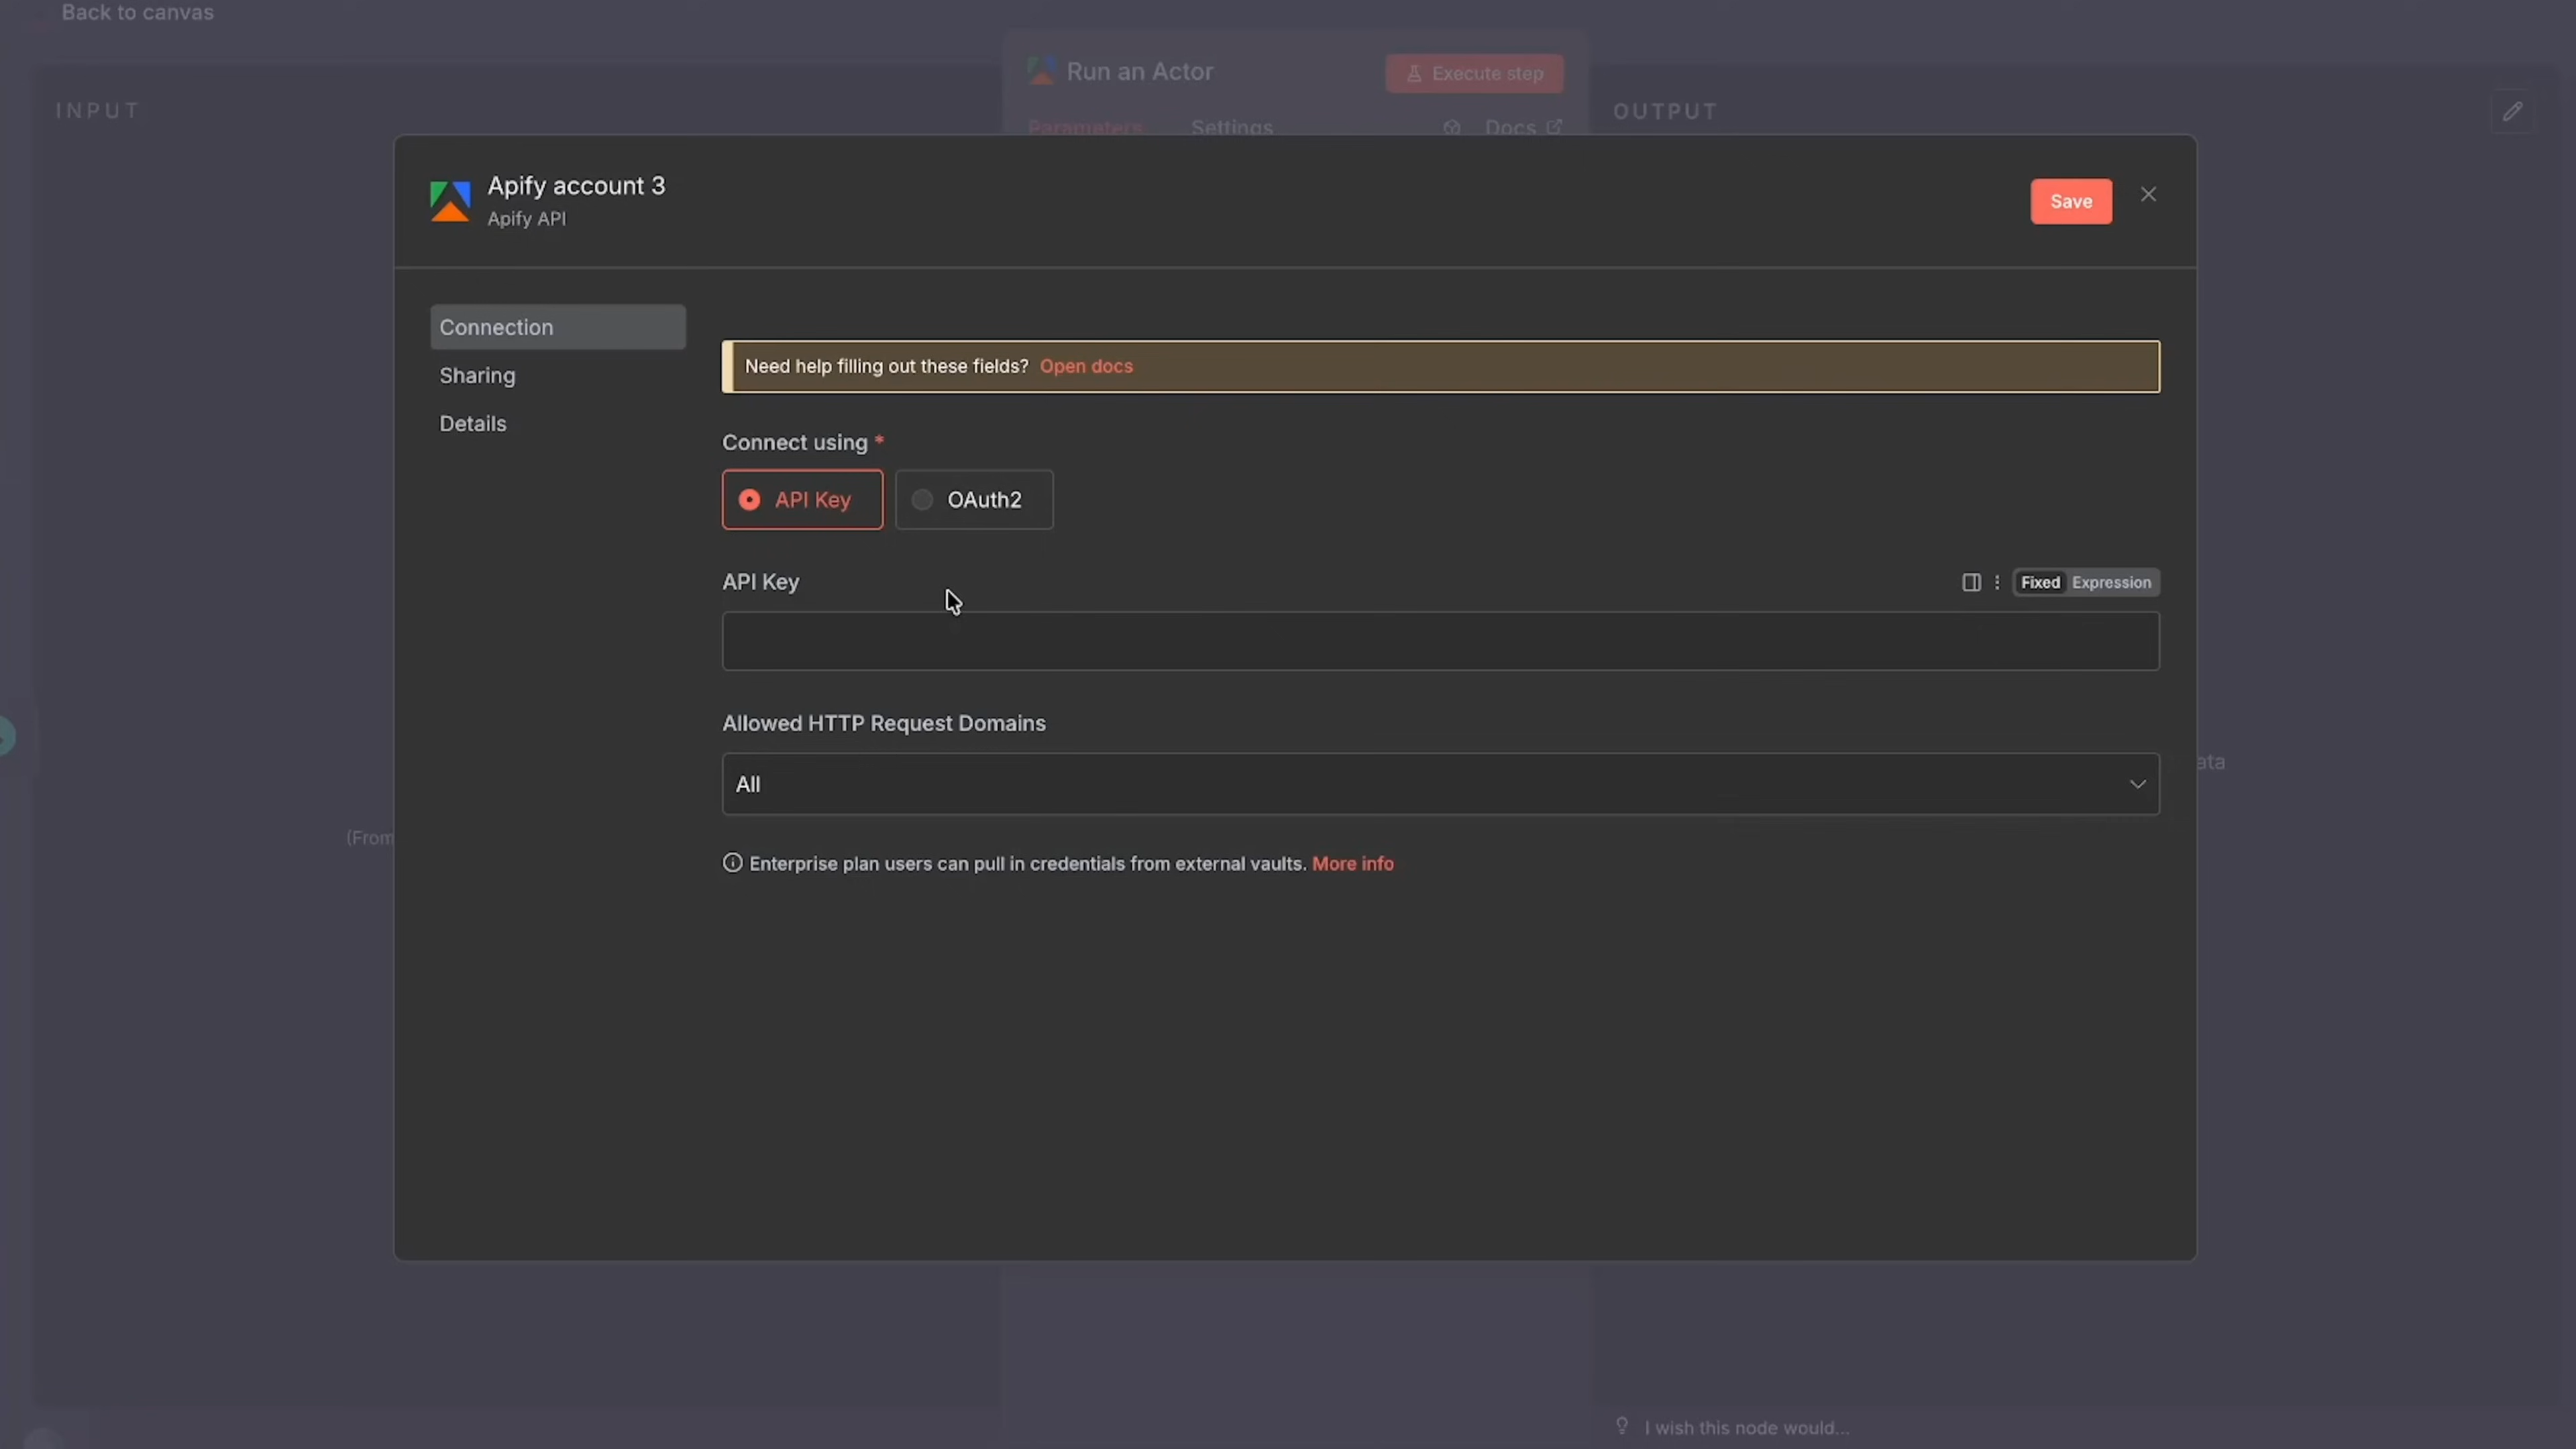 Back to canvas
INPUT
Run an Actor
Execute step
Parameters
Settings
Docs
OUTPUT
Apify account 3
Apify API
Save
Connection
Sharing
Details
Need help filling out these fields? Open docs
Connect using *
API Key
OAuth2
API Key
Fixed
Expression
Allowed HTTP Request Domains
All
(From
ata
Enterprise plan users can pull in credentials from external vaults. More info
I wish this node would...